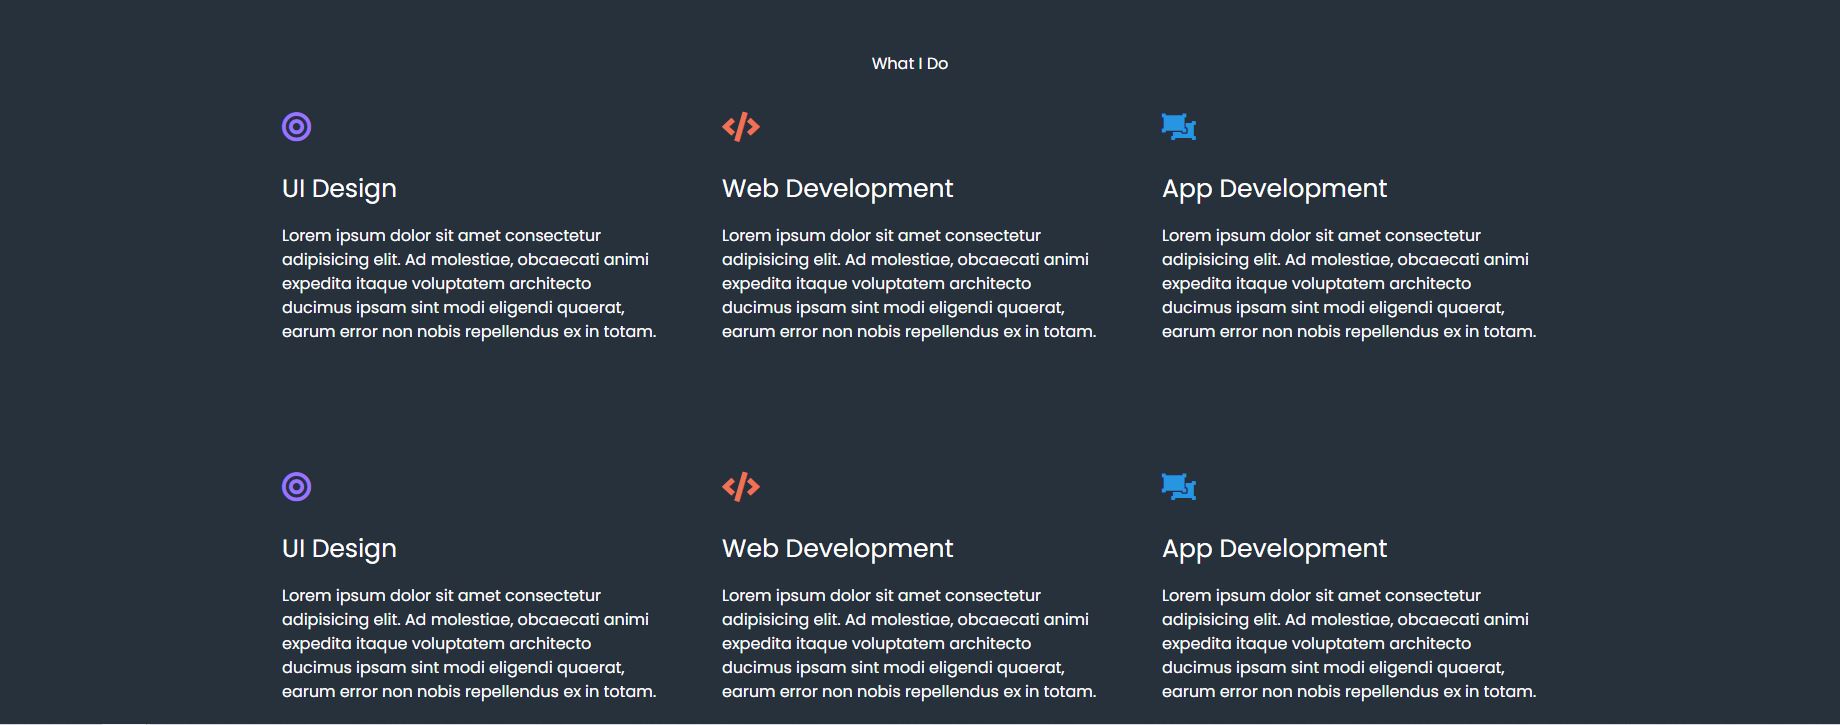 What I Do
UI Design
Lorem ipsum dolor sit amet consectetur
adipisicing elit. Ad molestiae, obcaecati animi
expedita itaque voluptatem architecto
ducimus ipsam sint modi eligendi quaerat,
earum error non nobis repellendus ex in totam.
Web Development
Lorem ipsum dolor sit amet consectetur
adipisicing elit. Ad molestiae, obcaecati animi
expedita itaque voluptatem architecto
ducimus ipsam sint modi eligendi quaerat,
earum error non nobis repellendus ex in totam.
App Development
Lorem ipsum dolor sit amet consectetur
adipisicing elit. Ad molestiae, obcaecati animi
expedita itaque voluptatem architecto
ducimus ipsam sint modi eligendi quaerat,
earum error non nobis repellendus ex in totam.
UI Design
Lorem ipsum dolor sit amet consectetur
adipisicing elit. Ad molestiae, obcaecati animi
expedita itaque voluptatem architecto
ducimus ipsam sint modi eligendi quaerat,
earum error non nobis repellendus ex in totam.
Web Development
Lorem ipsum dolor sit amet consectetur
adipisicing elit. Ad molestiae, obcaecati animi
expedita itaque voluptatem architecto
ducimus ipsam sint modi eligendi quaerat,
earum error non nobis repellendus ex in totam.
App Development
Lorem ipsum dolor sit amet consectetur
adipisicing elit. Ad molestiae, obcaecati animi
expedita itaque voluptatem architecto
ducimus ipsam sint modi eligendi quaerat,
earum error non nobis repellendus ex in totam.